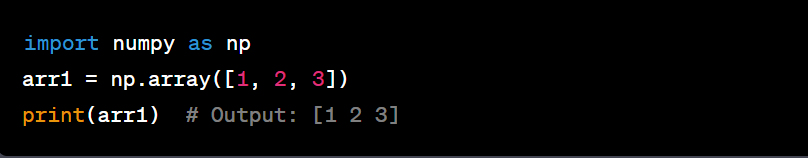 import numpy as np
arr1 = np.array([1, 2, 3])
print(arr1)  # Output: [1 2 3]